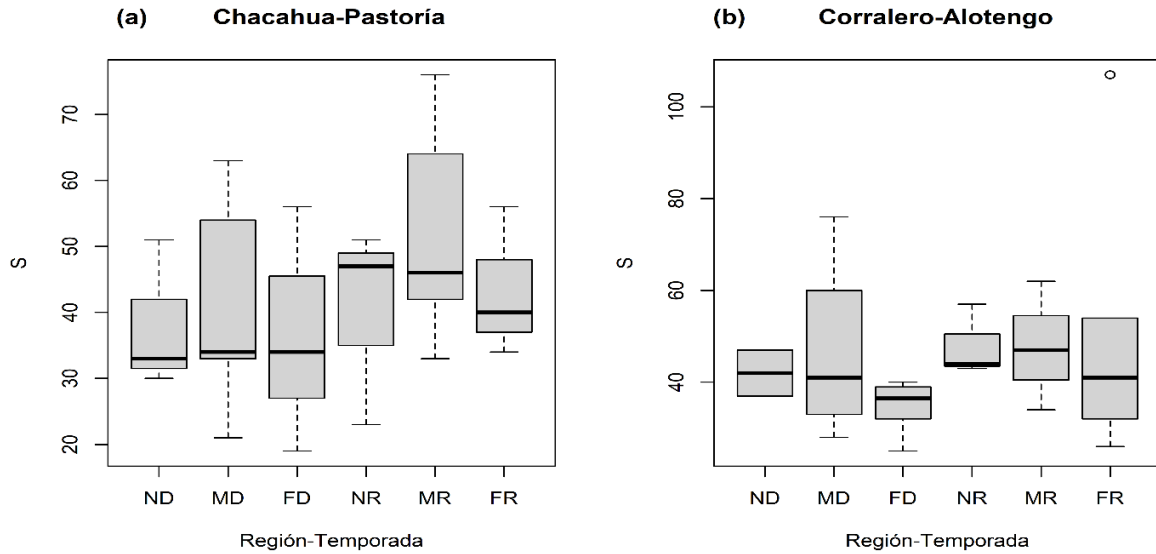 (a) Chacahua-Pastoría
S
70
60
50
40
30
20
ND MD FD NR MR FR
Región-Temporada
(b) Corralero-Alotengo
S
100
80
60
40
ND MD FD NR MR FR
Región-Temporada